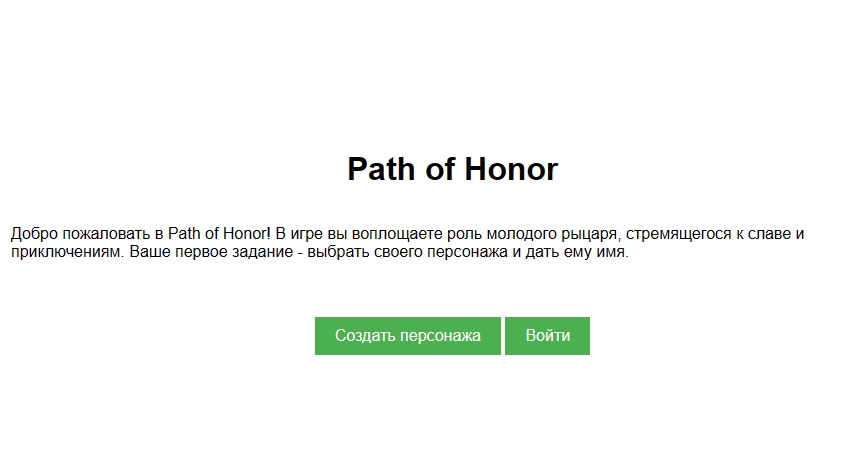 Path of Honor
Добро пожаловать в Path of Honor! В игре вы воплощаете роль молодого рыцаря, стремящегося к славе и
приключениям. Ваше первое задание - выбрать своего персонажа и дать ему имя.
Создать персонажа
Войти